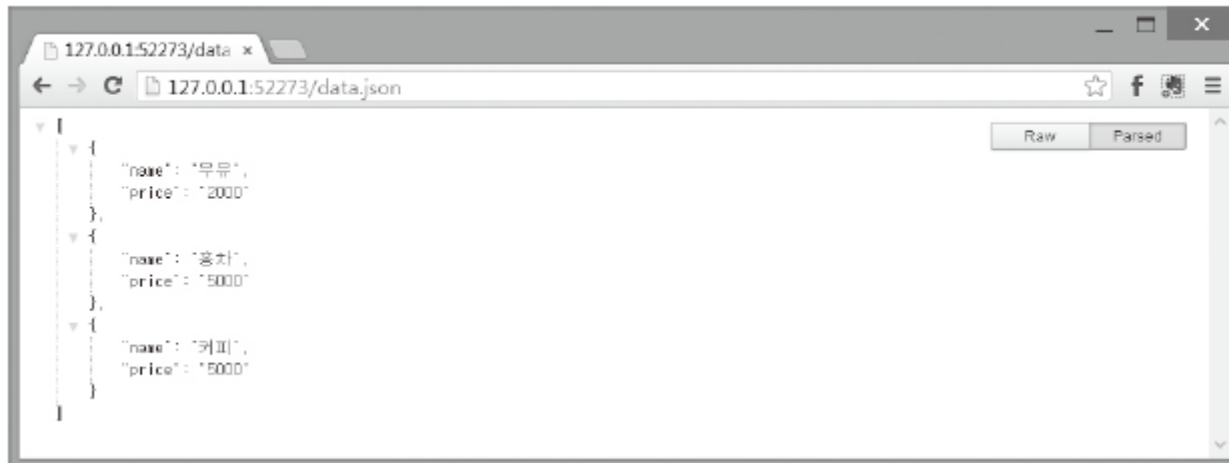 127.0.0.1:52273/data
127.0.0.1:52273/data.json
Raw
Parsed
[
{
"name": "우유",
"price": "2000"
},
{
"name": "홍차",
"price": "5000"
},
{
"name": "커피",
"price": "5000"
}
]